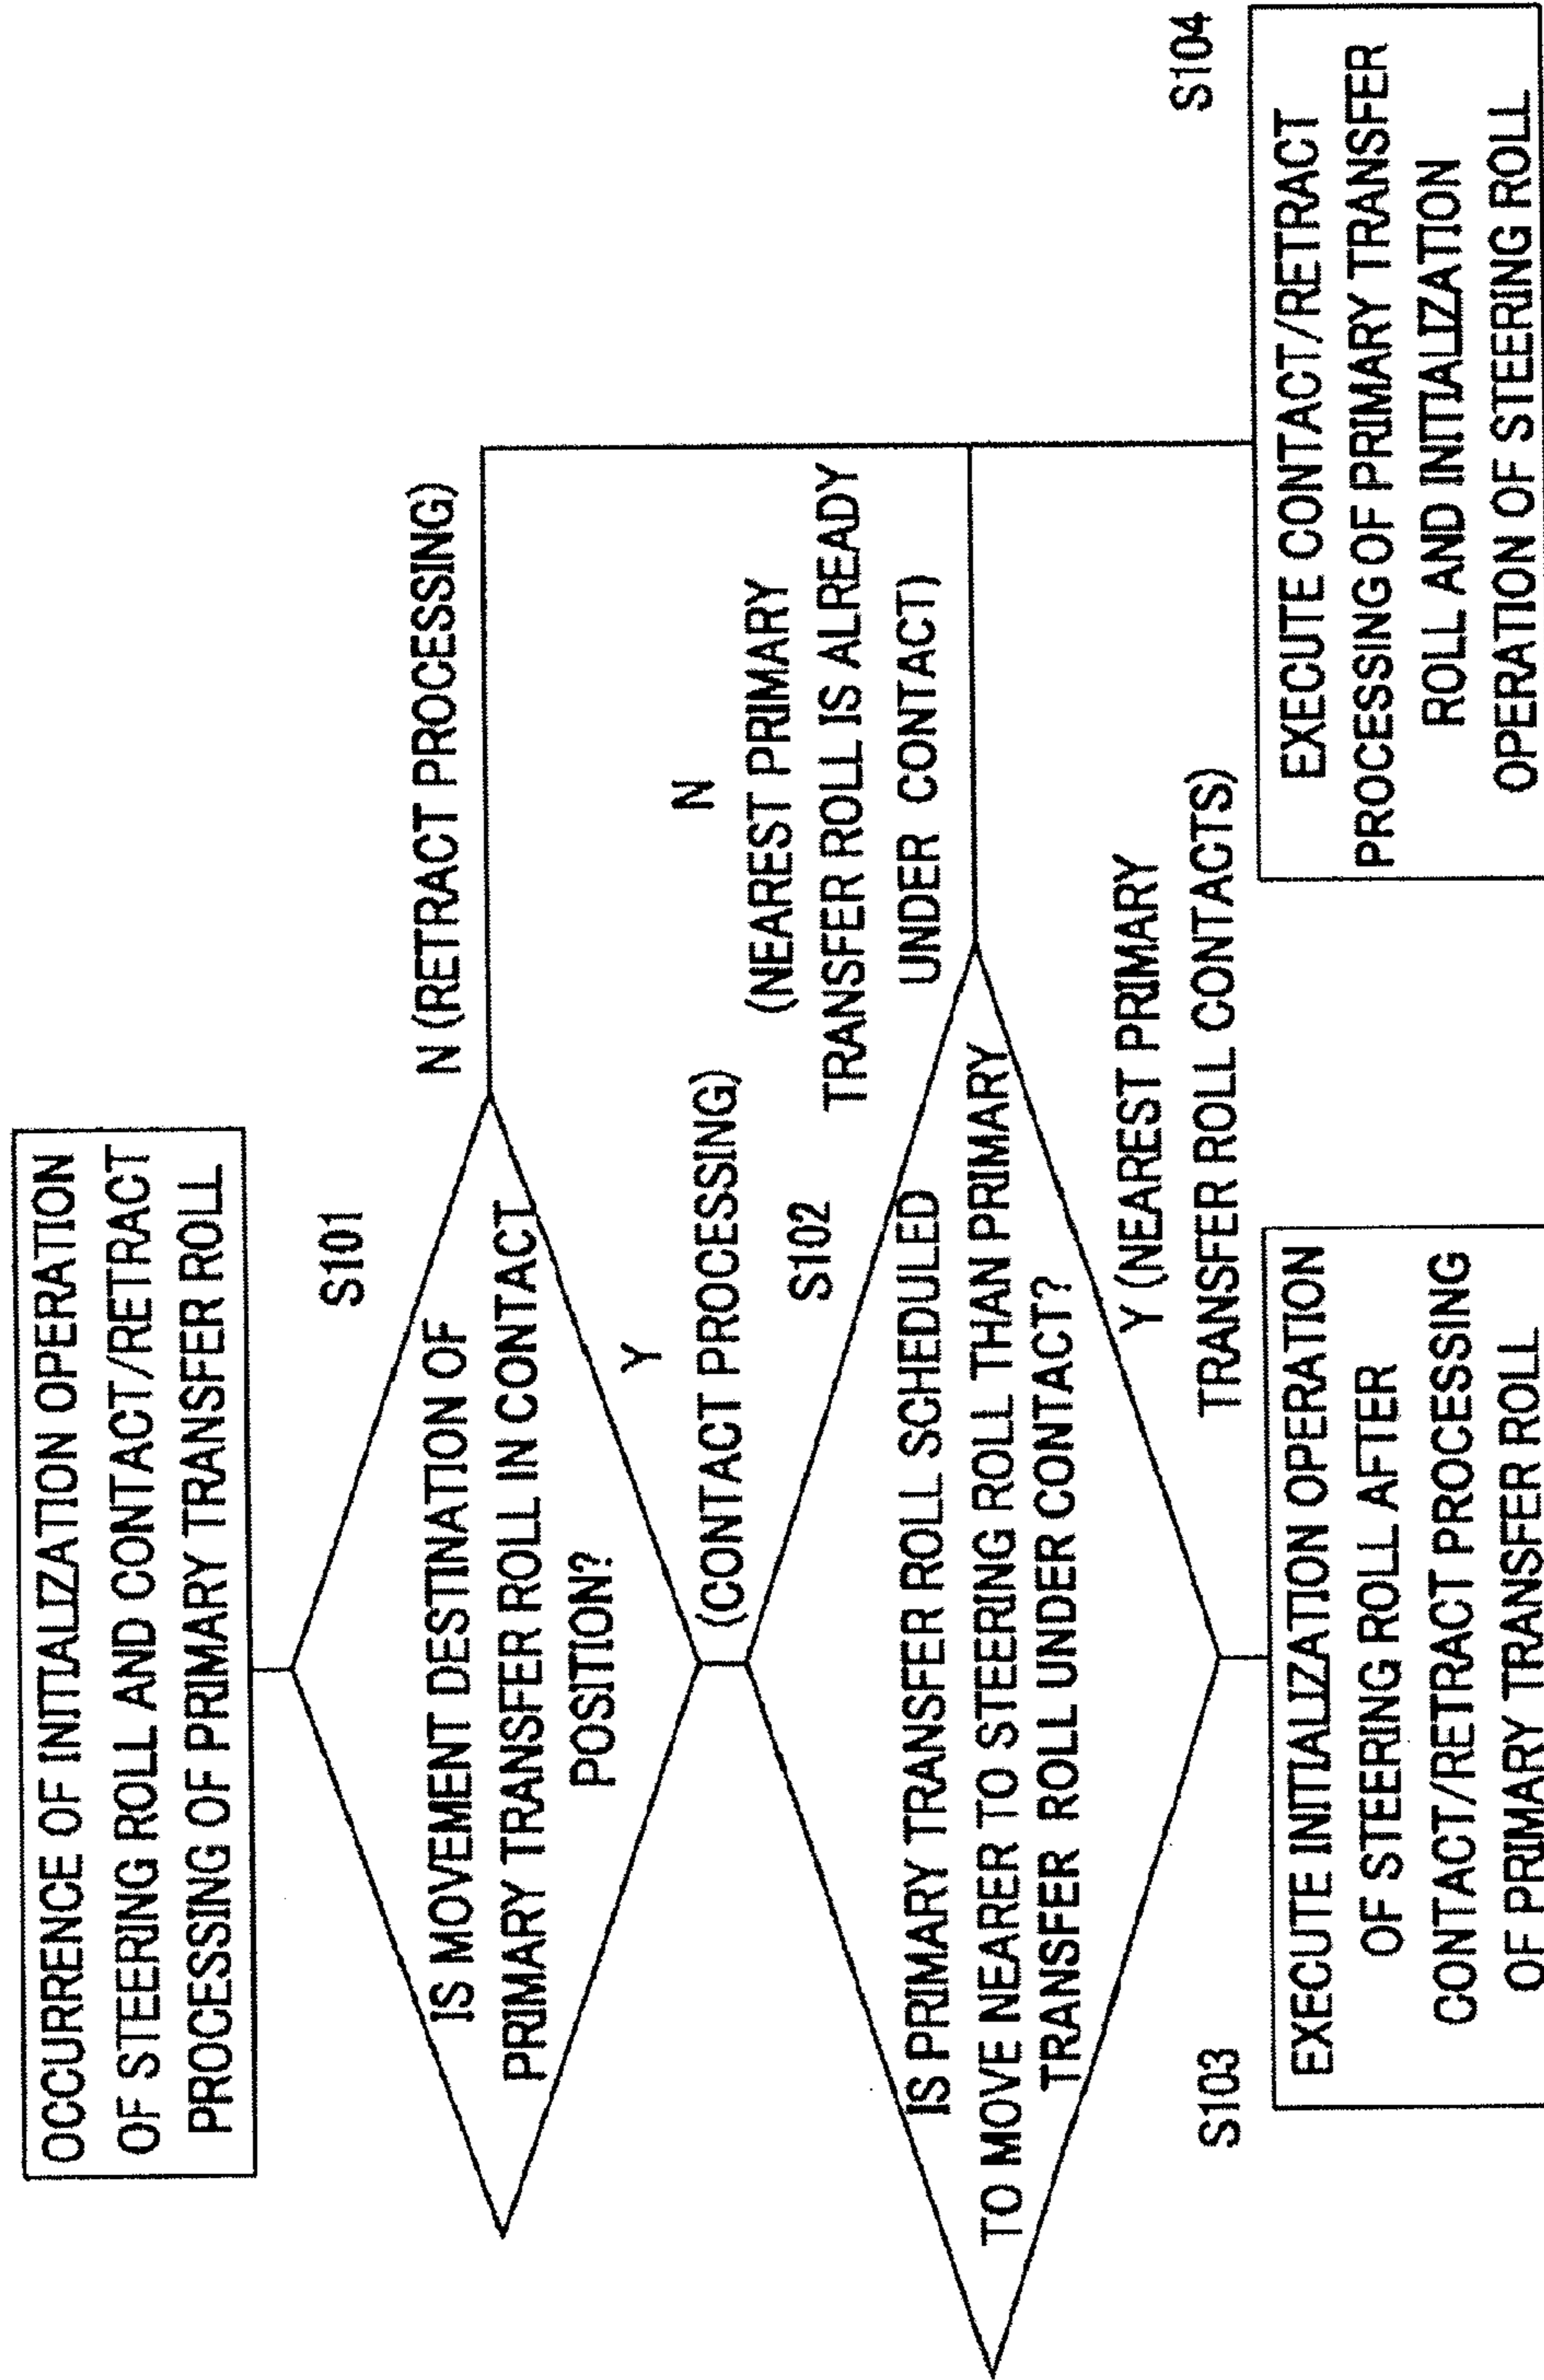 OCCURRENCE OF INITIALIZATION OPERATION
OF STEERING ROLL AND CONTACT/RETRACT
PROCESSING OF PRIMARY TRANSFER ROLL
S101
IS MOVEMENT DESTINATION OF
PRIMARY TRANSFER ROLL IN CONTACT
POSITION?
N (RETRACT PROCESSING)
Y
(CONTACT PROCESSING)
S102
IS PRIMARY TRANSFER ROLL SCHEDULED
TO MOVE NEARER TO STEERING ROLL THAN PRIMARY
TRANSFER ROLL UNDER CONTACT?
N
(NEAREST PRIMARY
TRANSFER ROLL IS ALREADY
UNDER CONTACT)
Y (NEAREST PRIMARY
TRANSFER ROLL CONTACTS)
S103
EXECUTE INITIALIZATION OPERATION
OF STEERING ROLL AFTER
CONTACT/RETRACT PROCESSING
OF PRIMARY TRANSFER ROLL
S104
EXECUTE CONTACT/RETRACT
PROCESSING OF PRIMARY TRANSFER
ROLL AND INITIALIZATION
OPERATION OF STEERING ROLL